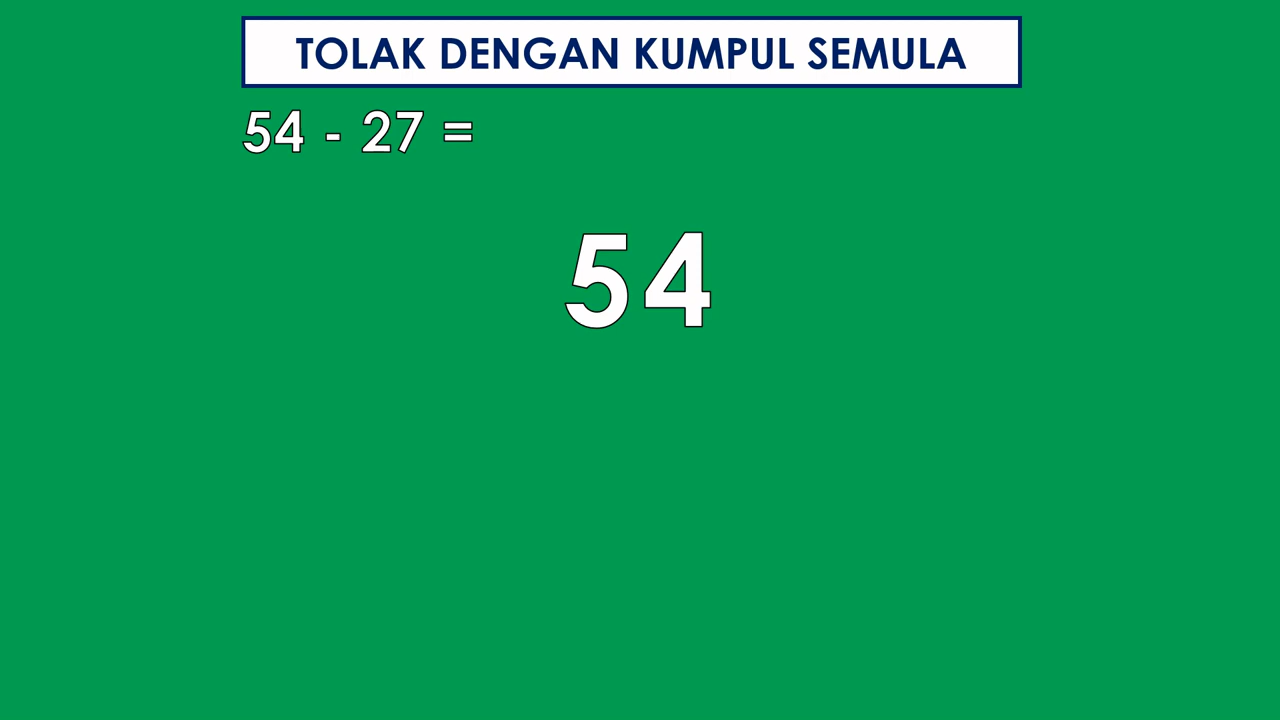 TOLAK DENGAN KUMPUL SEMULA
54 - 27 =
54